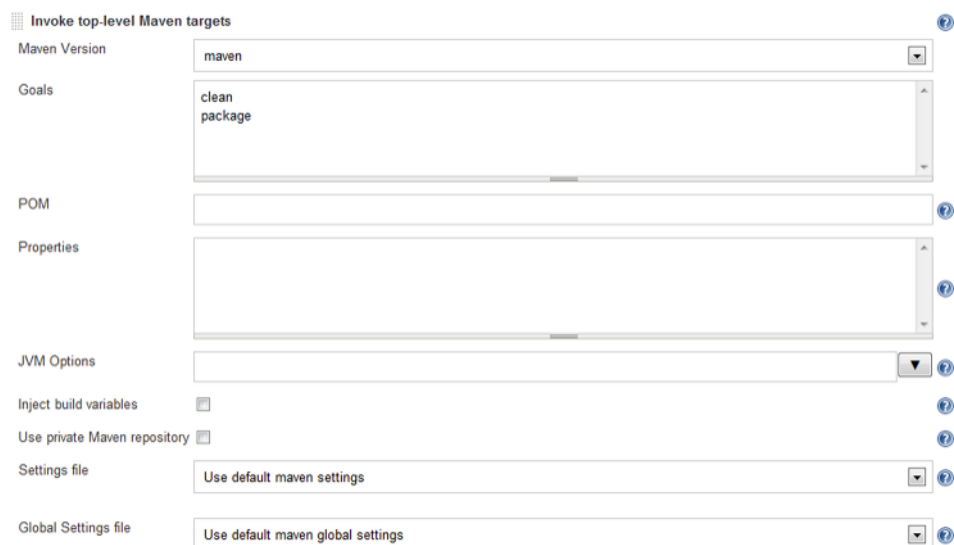 Invoke top-level Maven targets
Maven Version
maven
Goals
clean
package
POM
Properties
JVM Options
Inject build variables
Use private Maven repository
Settings file
Use default maven settings
Global Settings file
Use default maven global settings